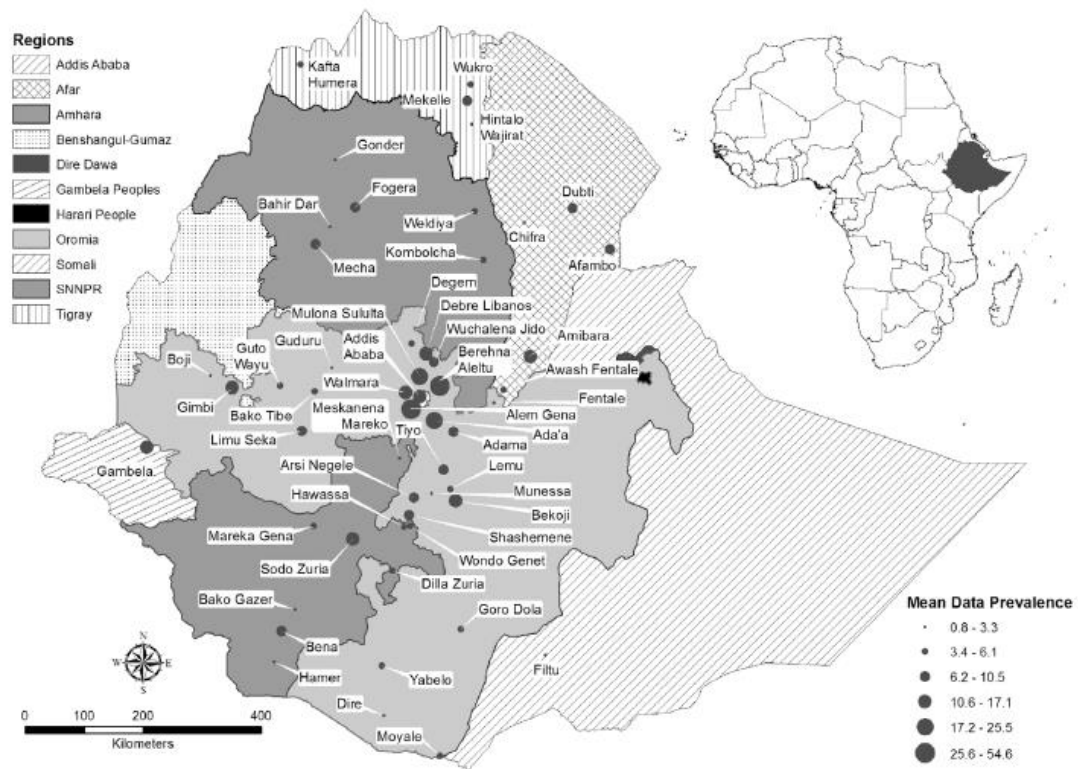 Regions
Addis Ababa
Afar
Amhara
Benshangul-Gumaz
Dire Dawa
Gambela Peoples
Harari People
Oromia
Somali
SNNPR
Tigray
Kafta
Humera
Wukro
Mekelle
Hintalo
Wajirat
Gonder
Fogera
Bahir Dar
Weldiya
Dubti
Chifra
Mecha
Kombolcha
Afambo
Degem
Debre Libanos
Mulona Sululta
Wuchalena Jido
Amibara
Guduru
Addis
Ababa
Berehna
Aleltu
Boji
Guto
Wayu
Awash Fentale
Walmara
Fentale
Gimbi
Bako Tibe
Meskanena
Mareko
Alem Gena
Ada'a
Limu Seka
Tiyo
Adama
Gambela
Arsi Negele
Lemu
Hawassa
Munessa
Bekoji
Mareka Gena
Shashemene
Sodo Zuria
Wondo Genet
Dilla Zuria
Bako Gazer
Goro Dola
Bena
Hamer
Yabelo
Filtu
Dire
Moyale
N
W E
S
0 100 200 400
Kilometers
Mean Data Prevalence
0.8 - 3.3
3.4 - 6.1
6.2 - 10.5
10.6 - 17.1
17.2 - 25.5
25.6 - 54.6